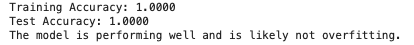 Training Accuracy: 1.0000
Test Accuracy: 1.0000
The model is performing well and is likely not overfitting.